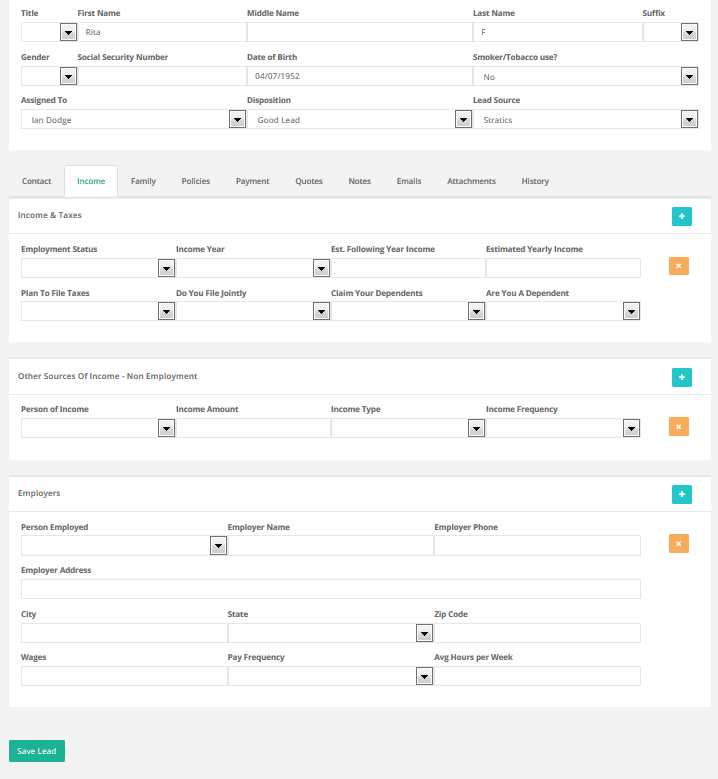 Title First Name Middle Name Last Name Suffix
Rita F
Gender Social Security Number Date of Birth Smoker/Tobacco use?
04/07/1952 No
Assigned To Disposition Lead Source
Ian Dodge Good Lead Stratics
Contact Income Family Policies Payment Quotes Notes Emails Attachments History
Income & Taxes
+
Employment Status Income Year Est. Following Year Income Estimated Yearly Income
×
Plan To File Taxes Do You File Jointly Claim Your Dependents Are You A Dependent
Other Sources Of Income - Non Employment
+
Person of Income Income Amount Income Type Income Frequency
×
Employers
+
Person Employed Employer Name Employer Phone
×
Employer Address
City State Zip Code
Wages Pay Frequency Avg Hours per Week
Save Lead